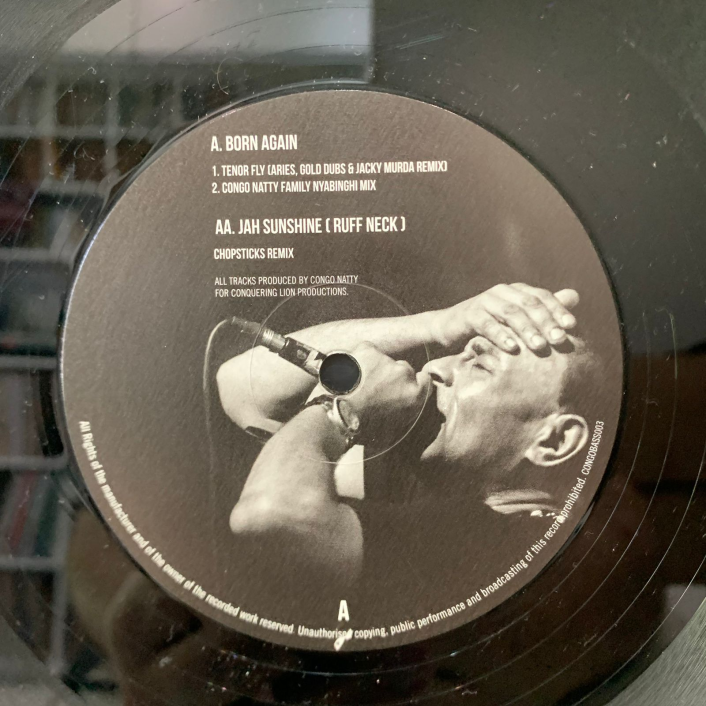 A. BORN AGAIN
1. TENOR FLY (ARIES, GOLD DUBS & JACKY MURDA REMIX)
2. CONGO NATTY FAMILY NYABINGHI MIX
AA. JAH SUNSHINE ( RUFF NECK )
CHOPSTICKS REMIX
ALL TRACKS PRODUCED BY CONGO NATTY
FOR CONQUERING LION PRODUCTIONS.
A
All Rights of the manufacturer and of the owner of the recorded work reserved. Unauthorised copying, public performance and broadcasting of this record prohibited. CONGOBASS003